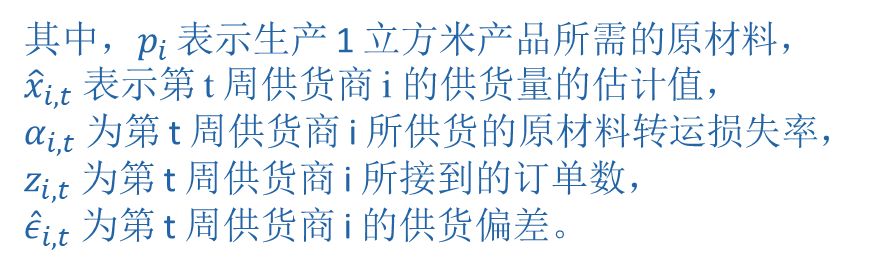 其中，𝑝ᵢ 表示生产 1 立方米产品所需的原材料，
x̂ᵢ,ₜ 表示第 t 周供货商 i 的供货量的估计值，
αᵢ,ₜ 为第 t 周供货商 i 所供货的原材料转运损失率，
zᵢ,ₜ 为第 t 周供货商 i 所接到的订单数，
ϵ̂ᵢ,ₜ 为第 t 周供货商 i 的供货偏差。